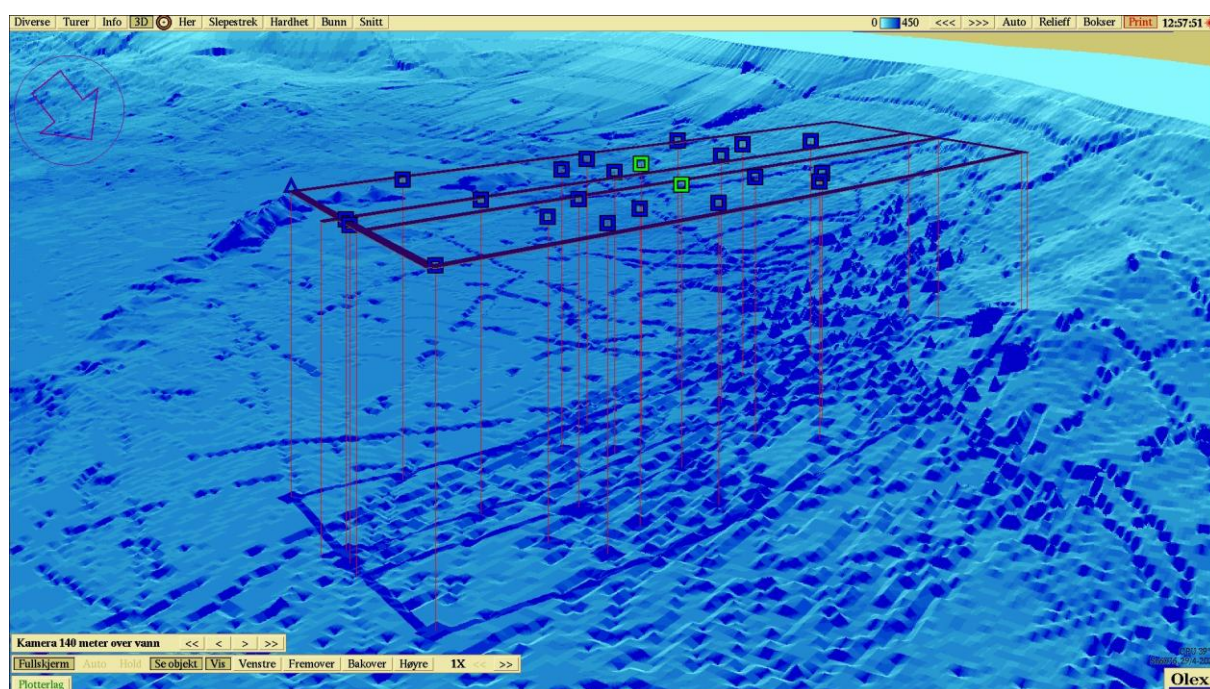 Diverse Turer Info 3D Her Slepestrek Hardhet Bunn Snitt 0 450 <<< >>> Auto Relieff Bokser Print 12:57:51
Kamera 140 meter over vann << < > >>
Fullskjerm Auto Hold Se objekt Vis Venstre Fremover Bakover Høyre 1X << >>
Plotterlag Olex